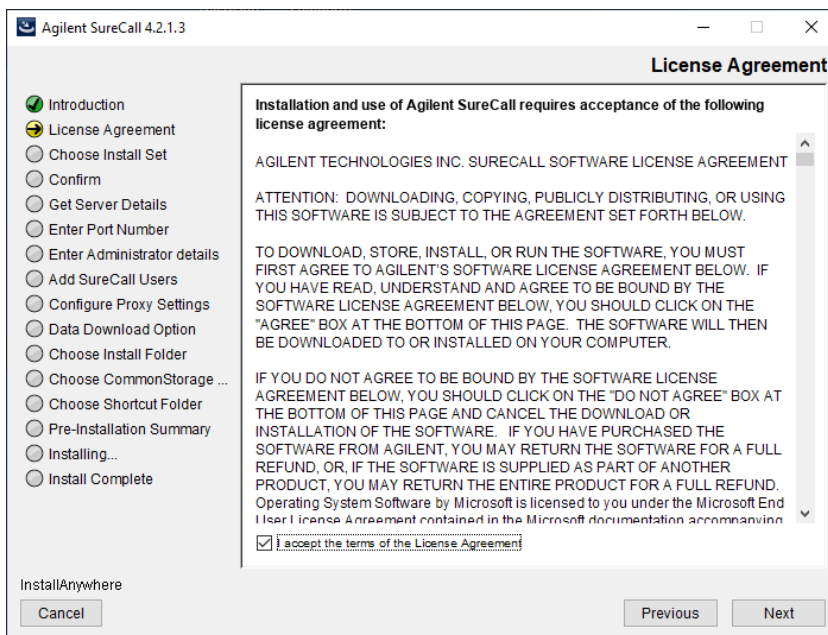 Agilent SureCall 4.2.1.3
License Agreement
Introduction
License Agreement
Choose Install Set
Confirm
Get Server Details
Enter Port Number
Enter Administrator details
Add SureCall Users
Configure Proxy Settings
Data Download Option
Choose Install Folder
Choose CommonStorage ...
Choose Shortcut Folder
Pre-Installation Summary
Installing...
Install Complete
Installation and use of Agilent SureCall requires acceptance of the following
license agreement:
AGILENT TECHNOLOGIES INC. SURECALL SOFTWARE LICENSE AGREEMENT
ATTENTION: DOWNLOADING, COPYING, PUBLICLY DISTRIBUTING, OR USING
THIS SOFTWARE IS SUBJECT TO THE AGREEMENT SET FORTH BELOW.
TO DOWNLOAD, STORE, INSTALL, OR RUN THE SOFTWARE, YOU MUST
FIRST AGREE TO AGILENT'S SOFTWARE LICENSE AGREEMENT BELOW. IF
YOU HAVE READ, UNDERSTAND AND AGREE TO BE BOUND BY THE
SOFTWARE LICENSE AGREEMENT BELOW, YOU SHOULD CLICK ON THE
"AGREE" BOX AT THE BOTTOM OF THIS PAGE. THE SOFTWARE WILL THEN
BE DOWNLOADED TO OR INSTALLED ON YOUR COMPUTER.
IF YOU DO NOT AGREE TO BE BOUND BY THE SOFTWARE LICENSE
AGREEMENT BELOW, YOU SHOULD CLICK ON THE "DO NOT AGREE" BOX AT
THE BOTTOM OF THIS PAGE AND CANCEL THE DOWNLOAD OR
INSTALLATION OF THE SOFTWARE. IF YOU HAVE PURCHASED THE
SOFTWARE FROM AGILENT, YOU MAY RETURN THE SOFTWARE FOR A FULL
REFUND, OR, IF THE SOFTWARE IS SUPPLIED AS PART OF ANOTHER
PRODUCT, YOU MAY RETURN THE ENTIRE PRODUCT FOR A FULL REFUND.
Operating System Software by Microsoft is licensed to you under the Microsoft End
User License Agreement contained in the Microsoft documentation accompanying
I accept the terms of the License Agreement
InstallAnywhere
Cancel
Previous
Next